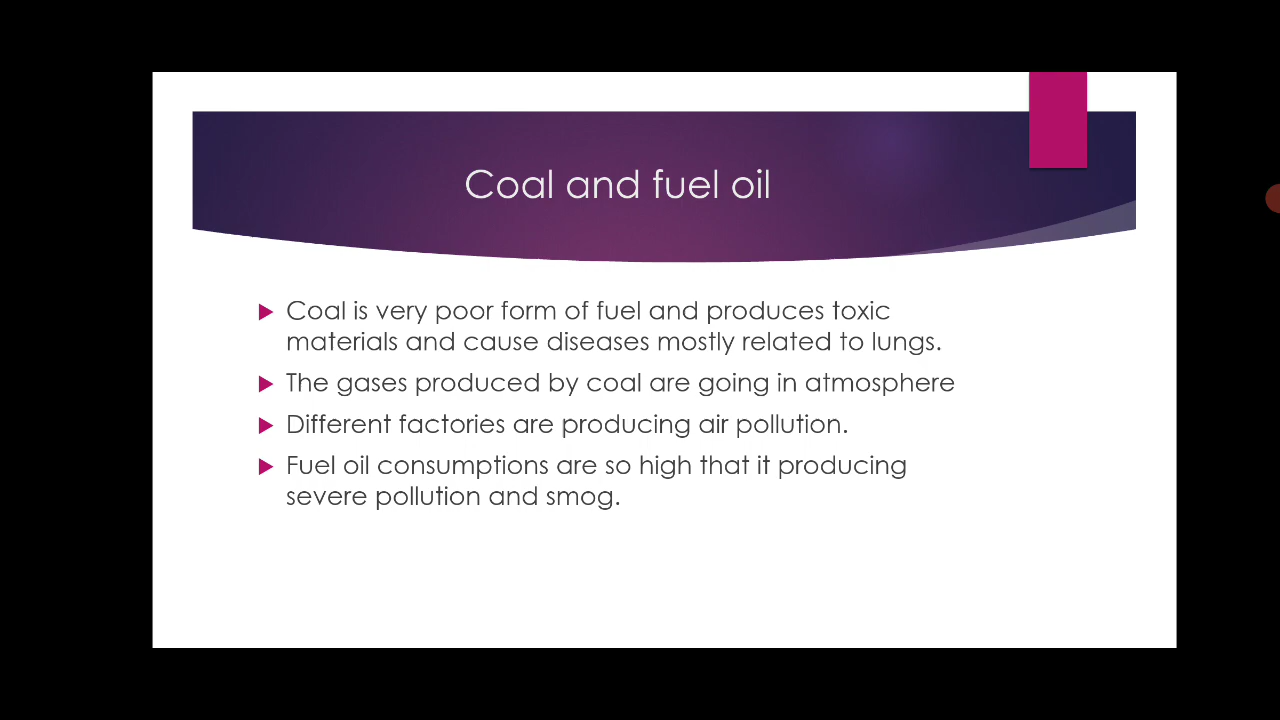 Coal and fuel oil
Coal is very poor form of fuel and produces toxic
materials and cause diseases mostly related to lungs.
The gases produced by coal are going in atmosphere
Different factories are producing air pollution.
Fuel oil consumptions are so high that it producing
severe pollution and smog.